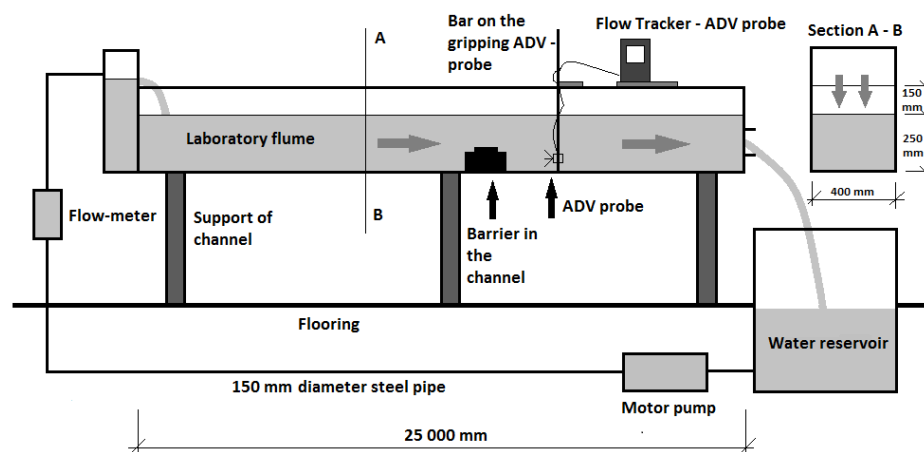 A
Bar on the
gripping ADV -
probe
Flow Tracker - ADV probe
Section A - B
150
mm
250
mm
400 mm
Laboratory flume
B
Flow-meter
Support of
channel
Barrier in
the
channel
ADV probe
Flooring
Water reservoir
150 mm diameter steel pipe
Motor pump
25 000 mm